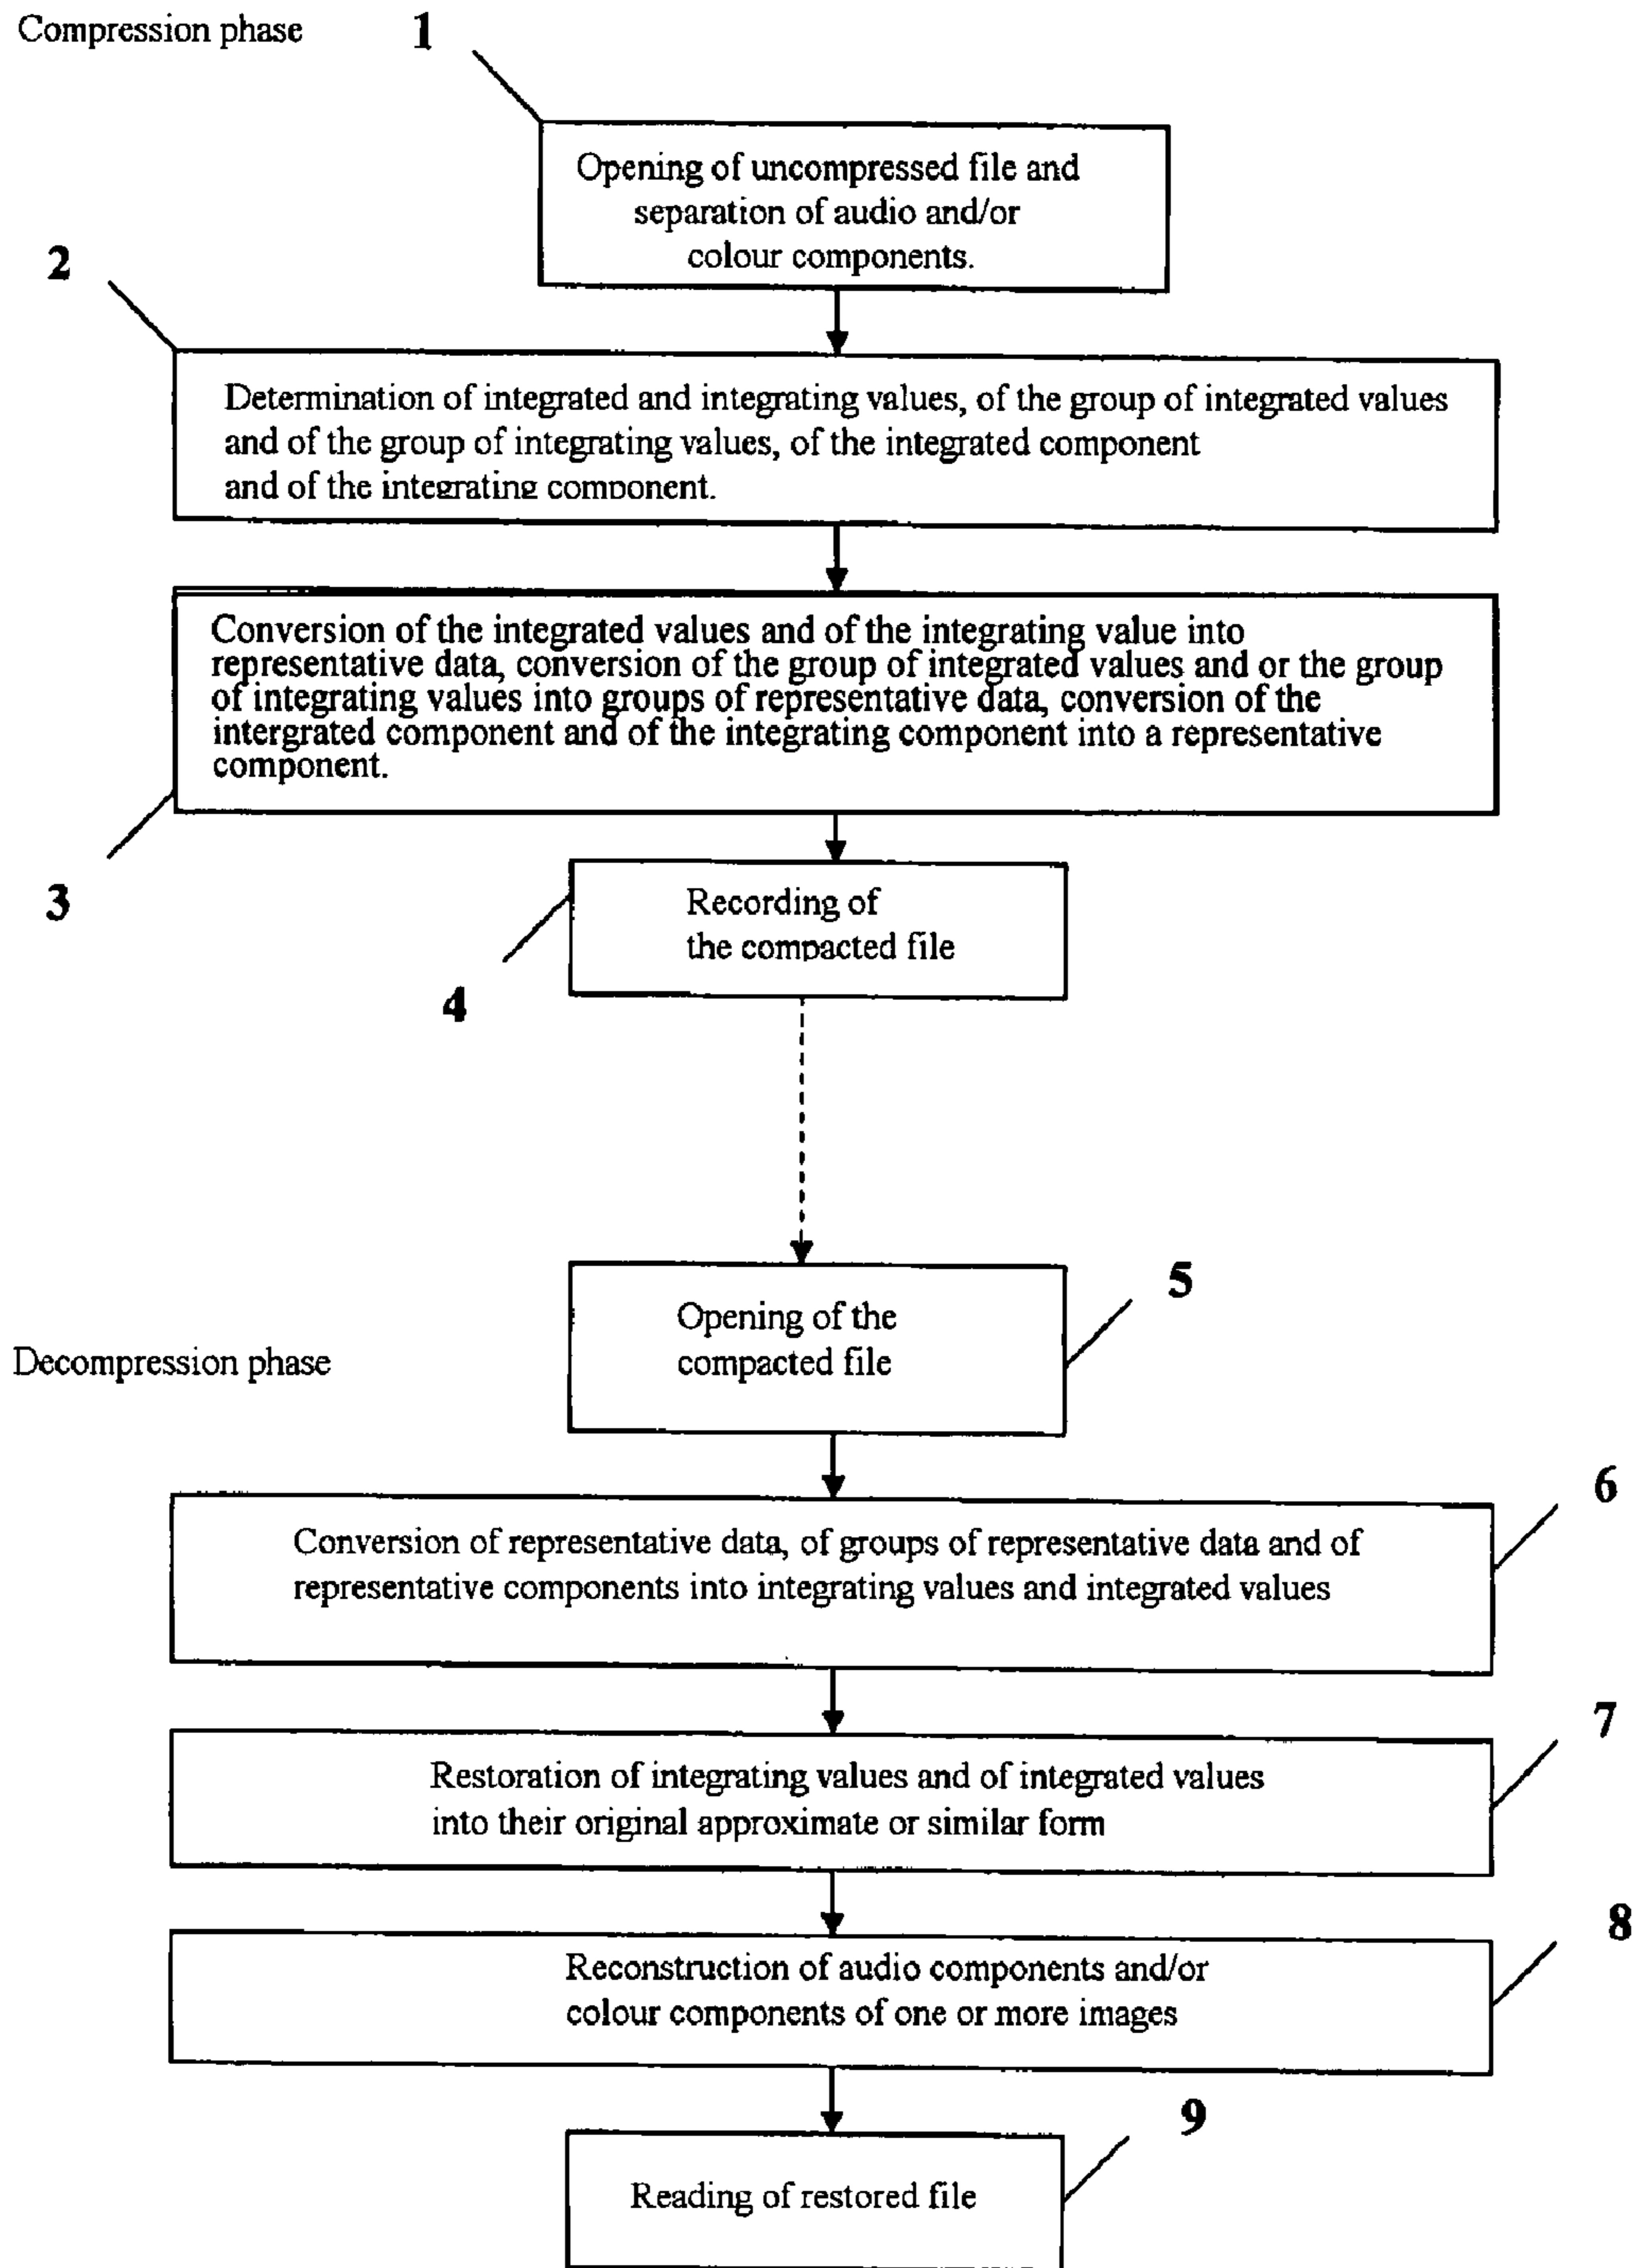 Compression phase
1
Opening of uncompressed file and
separation of audio and/or
colour components.
2
Determination of integrated and integrating values, of the group of integrated values
and of the group of integrating values, of the integrated component
and of the integrating component.
Conversion of the integrated values and of the integrating value into
representative data, conversion of the group of integrated values and or the group
of integrating values into groups of representative data, conversion of the
intergrated component and of the integrating component into a representative
component.
3
Recording of
the compacted file
4
Opening of the
compacted file
5
Decompression phase
6
Conversion of representative data, of groups of representative data and of
representative components into integrating values and integrated values
7
Restoration of integrating values and of integrated values
into their original approximate or similar form
8
Reconstruction of audio components and/or
colour components of one or more images
9
Reading of restored file